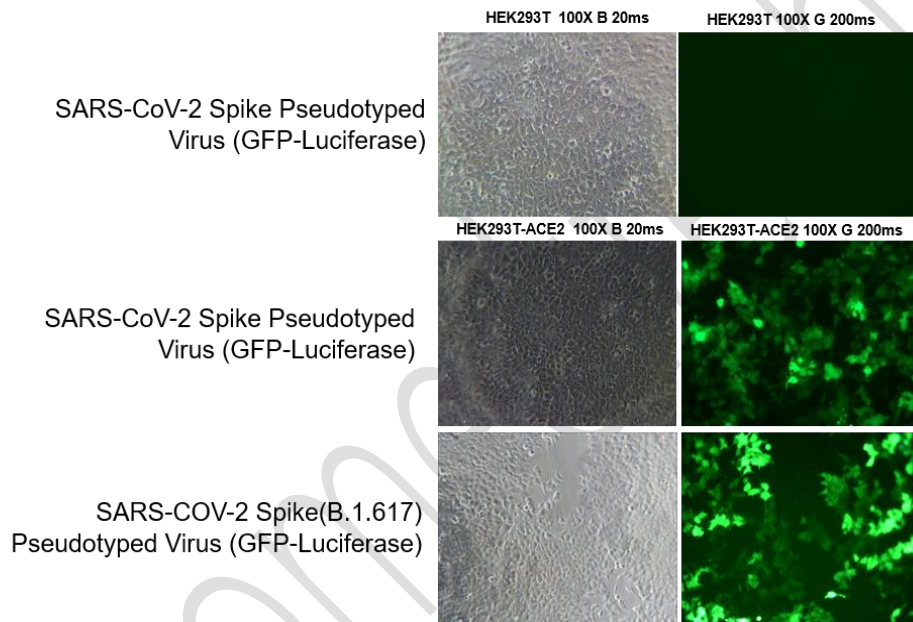 HEK293T 100X B 20ms
HEK293T 100X G 200ms
SARS-CoV-2 Spike Pseudotyped
Virus (GFP-Luciferase)
HEK293T-ACE2 100X B 20ms
HEK293T-ACE2 100X G 200ms
SARS-CoV-2 Spike Pseudotyped
Virus (GFP-Luciferase)
SARS-COV-2 Spike(B.1.617)
Pseudotyped Virus (GFP-Luciferase)